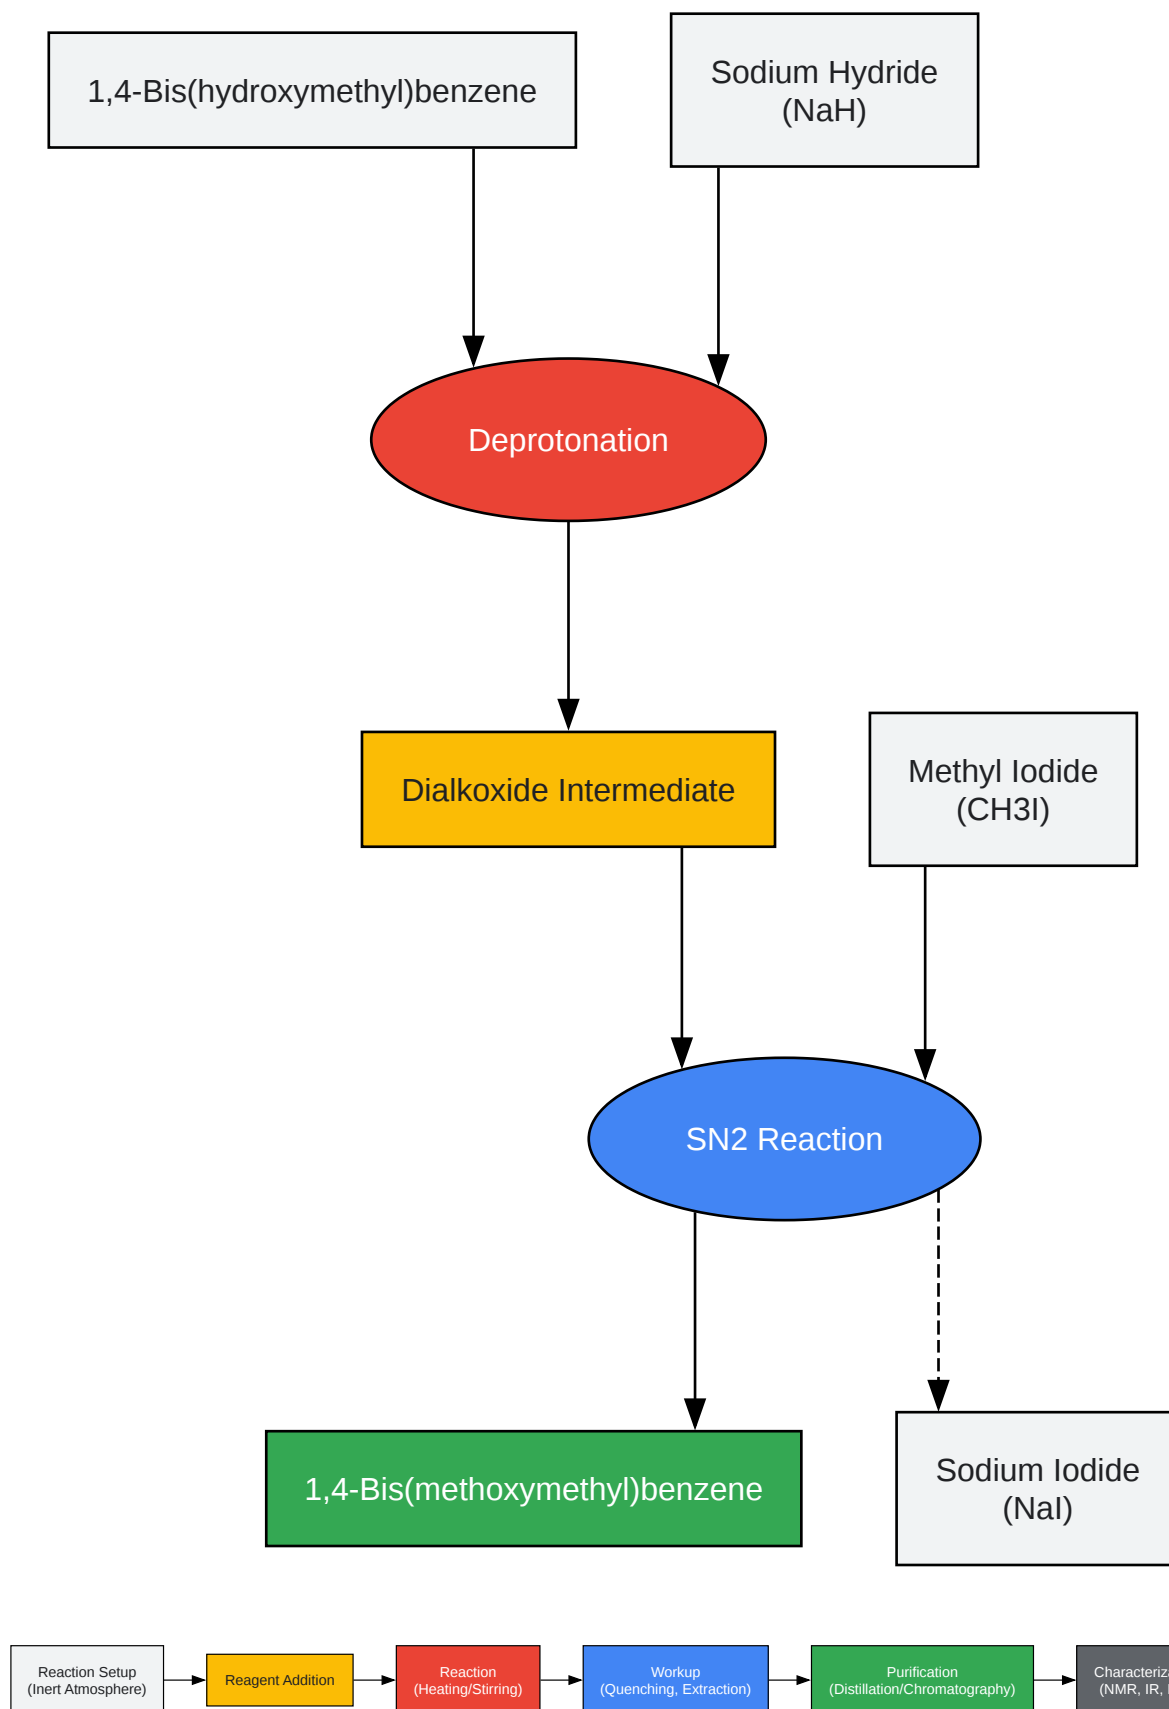 1,4-Bis(hydroxymethyl)benzene
Sodium Hydride
(NaH)
Deprotonation
Dialkoxide Intermediate
Methyl Iodide
(CH3I)
SN2 Reaction
1,4-Bis(methoxymethyl)benzene
Sodium Iodide
(NaI)
Reaction Setup
(Inert Atmosphere)
Reagent Addition
Reaction
(Heating/Stirring)
Workup
(Quenching, Extraction)
Purification
(Distillation/Chromatography)
(NMR, IR,